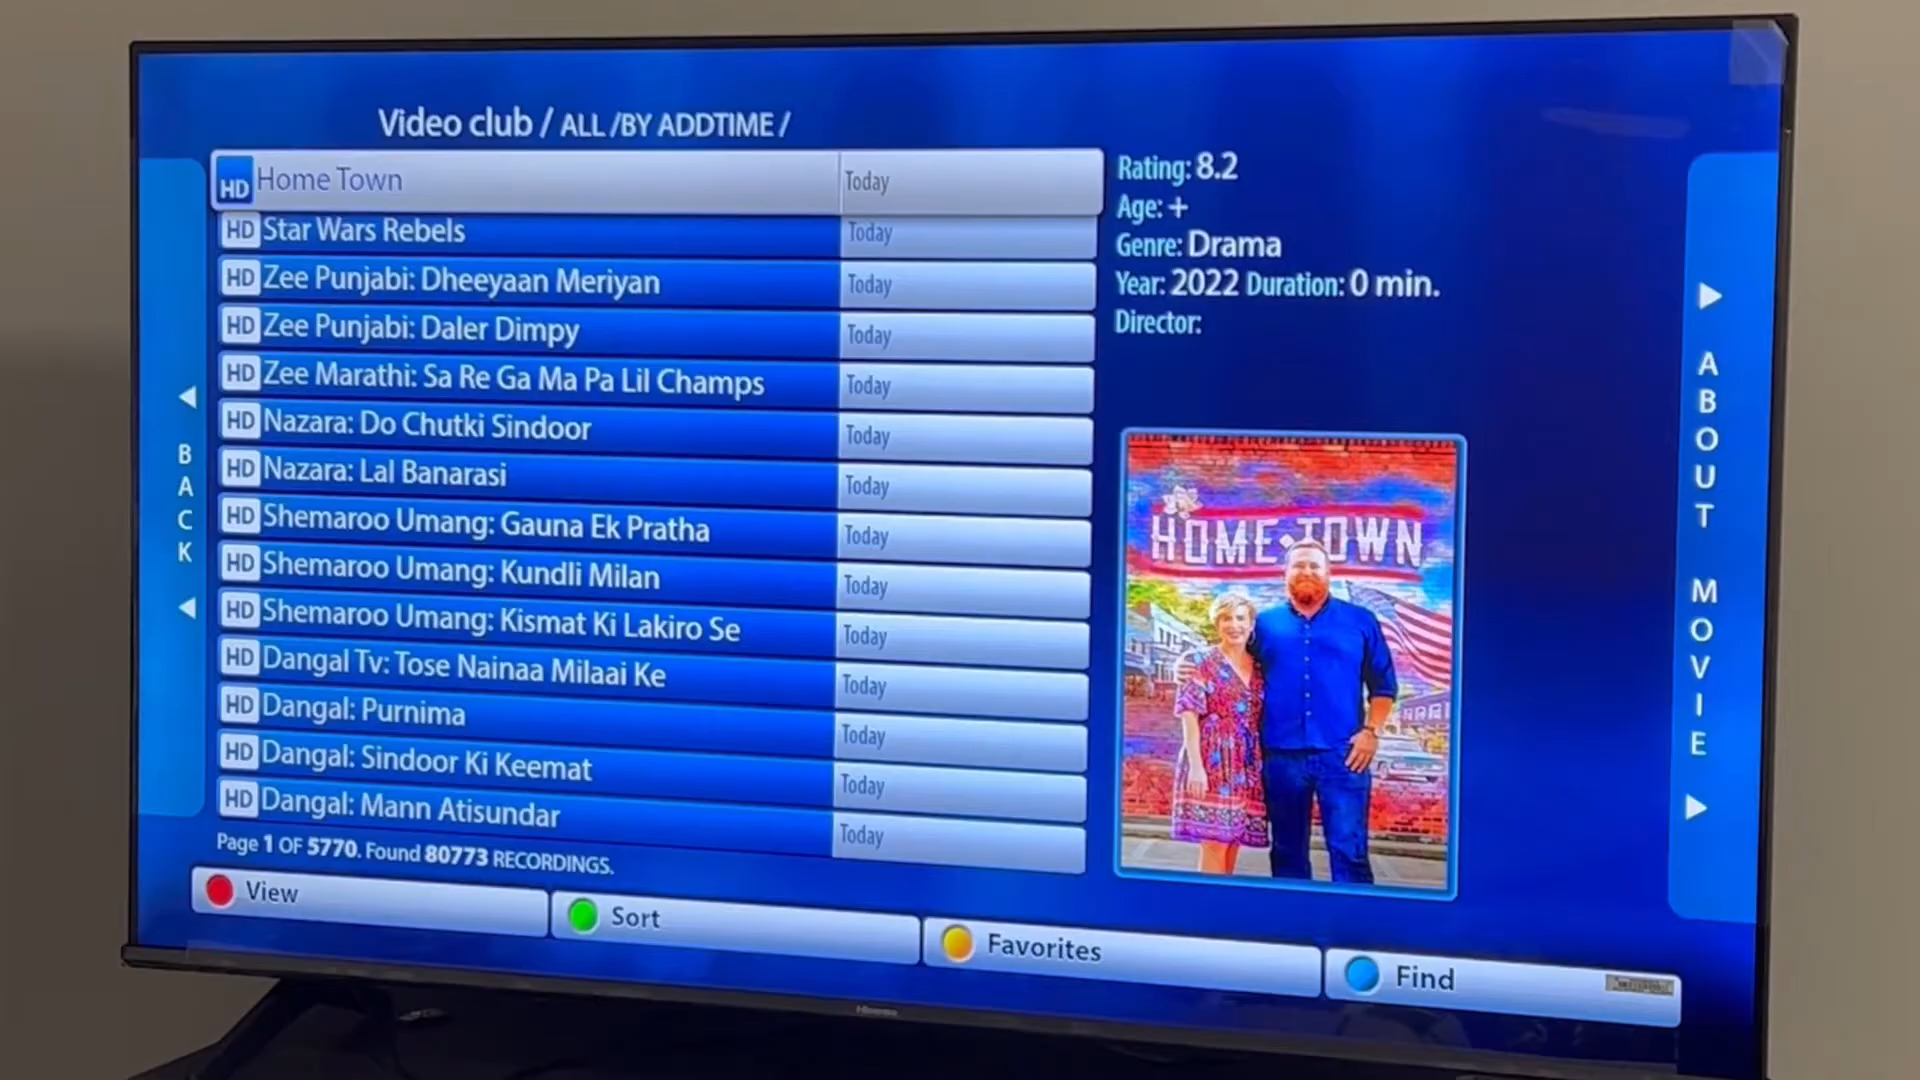 Video club / ALL /BY ADDTIME /
HD Home Town Today
HD Star Wars Rebels Today
HD Zee Punjabi: Dheeyaan Meriyan Today
HD Zee Punjabi: Daler Dimpy Today
HD Zee Marathi: Sa Re Ga Ma Pa Lil Champs Today
HD Nazara: Do Chutki Sindoor Today
HD Nazara: Lal Banarasi Today
HD Shemaroo Umang: Gauna Ek Pratha Today
HD Shemaroo Umang: Kundli Milan Today
HD Shemaroo Umang: Kismat Ki Lakiro Se Today
HD Dangal Tv: Tose Nainaa Milaai Ke Today
HD Dangal: Purnima Today
HD Dangal: Sindoor Ki Keemat Today
HD Dangal: Mann Atisundar Today
Page 1 OF 5770. Found 80773 RECORDINGS.
BACK
Rating: 8.2
Age: +
Genre: Drama
Year: 2022 Duration: 0 min.
Director:
HOME TOWN
ABOUT MOVIE
View
Sort
Favorites
Find
Hisense